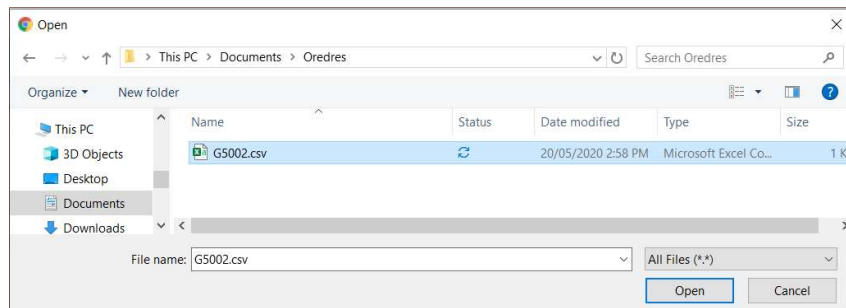 Open
This PC > Documents > Oredres
Search Oredres
Organize
New folder
Name
Status
Date modified
Type
Size
This PC
3D Objects
Desktop
Documents
Downloads
G5002.csv
20/05/2020 2:58 PM
Microsoft Excel Co...
1 K
File name:
G5002.csv
All Files (*.*)
Open
Cancel